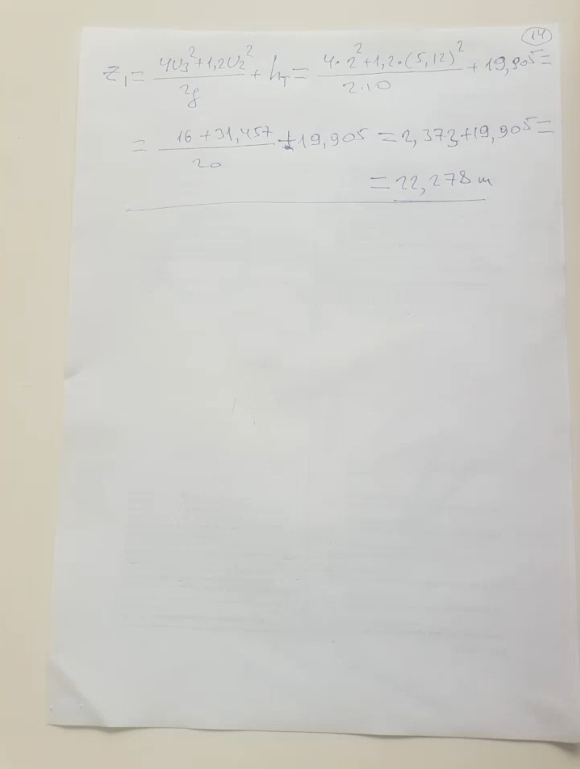 14
z₁ = (4v₃² + 1,2v₂²)/2g + h_T = (4·2² + 1,2·(5,12)²)/2·10 + 19,905 =
= (16 + 31,457)/20 + 19,905 = 2,373 + 19,905 =
= 22,278 m